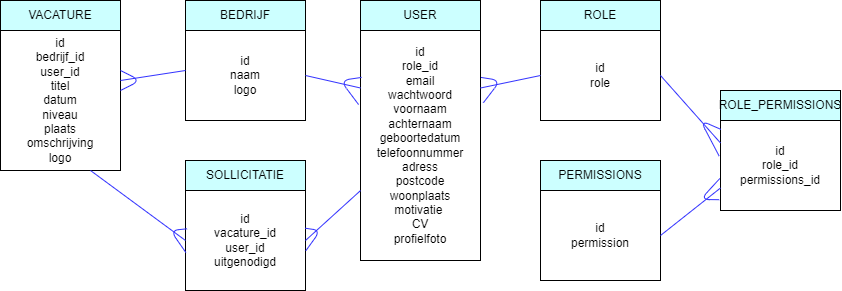 VACATURE
id
bedrijf_id
user_id
titel
datum
niveau
plaats
omschrijving
logo
BEDRIJF
id
naam
logo
SOLLICITATIE
id
vacature_id
user_id
uitgenodigd
USER
id
role_id
email
wachtwoord
voornaam
achternaam
geboortedatum
telefoonnummer
adress
postcode
woonplaats
motivatie
CV
profielfoto
ROLE
id
role
PERMISSIONS
id
permission
ROLE_PERMISSIONS
id
role_id
permissions_id